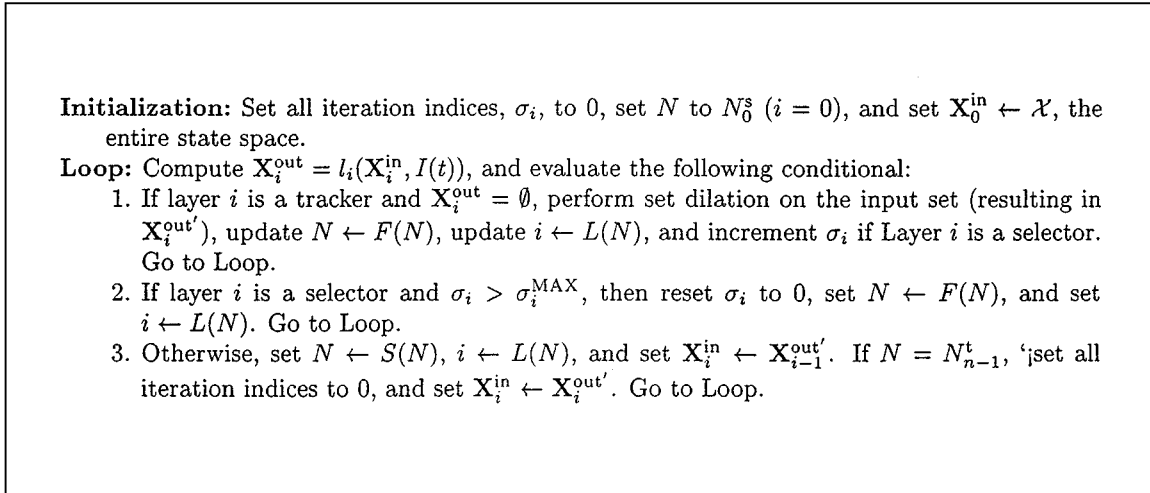 Initialization: Set all iteration indices, σ_i, to 0, set N to N_0^s (i = 0), and set X_0^in ← 𝒳, the
entire state space.
Loop: Compute X_i^out = l_i(X_i^in, I(t)), and evaluate the following conditional:
1. If layer i is a tracker and X_i^out = ∅, perform set dilation on the input set (resulting in
X_i^out′), update N ← F(N), update i ← L(N), and increment σ_i if Layer i is a selector.
Go to Loop.
2. If layer i is a selector and σ_i > σ_i^MAX, then reset σ_i to 0, set N ← F(N), and set
i ← L(N). Go to Loop.
3. Otherwise, set N ← S(N), i ← L(N), and set X_i^in ← X_{i−1}^out′. If N = N_{n−1}^t, ‘¡set all
iteration indices to 0, and set X_i^in ← X_i^out′. Go to Loop.